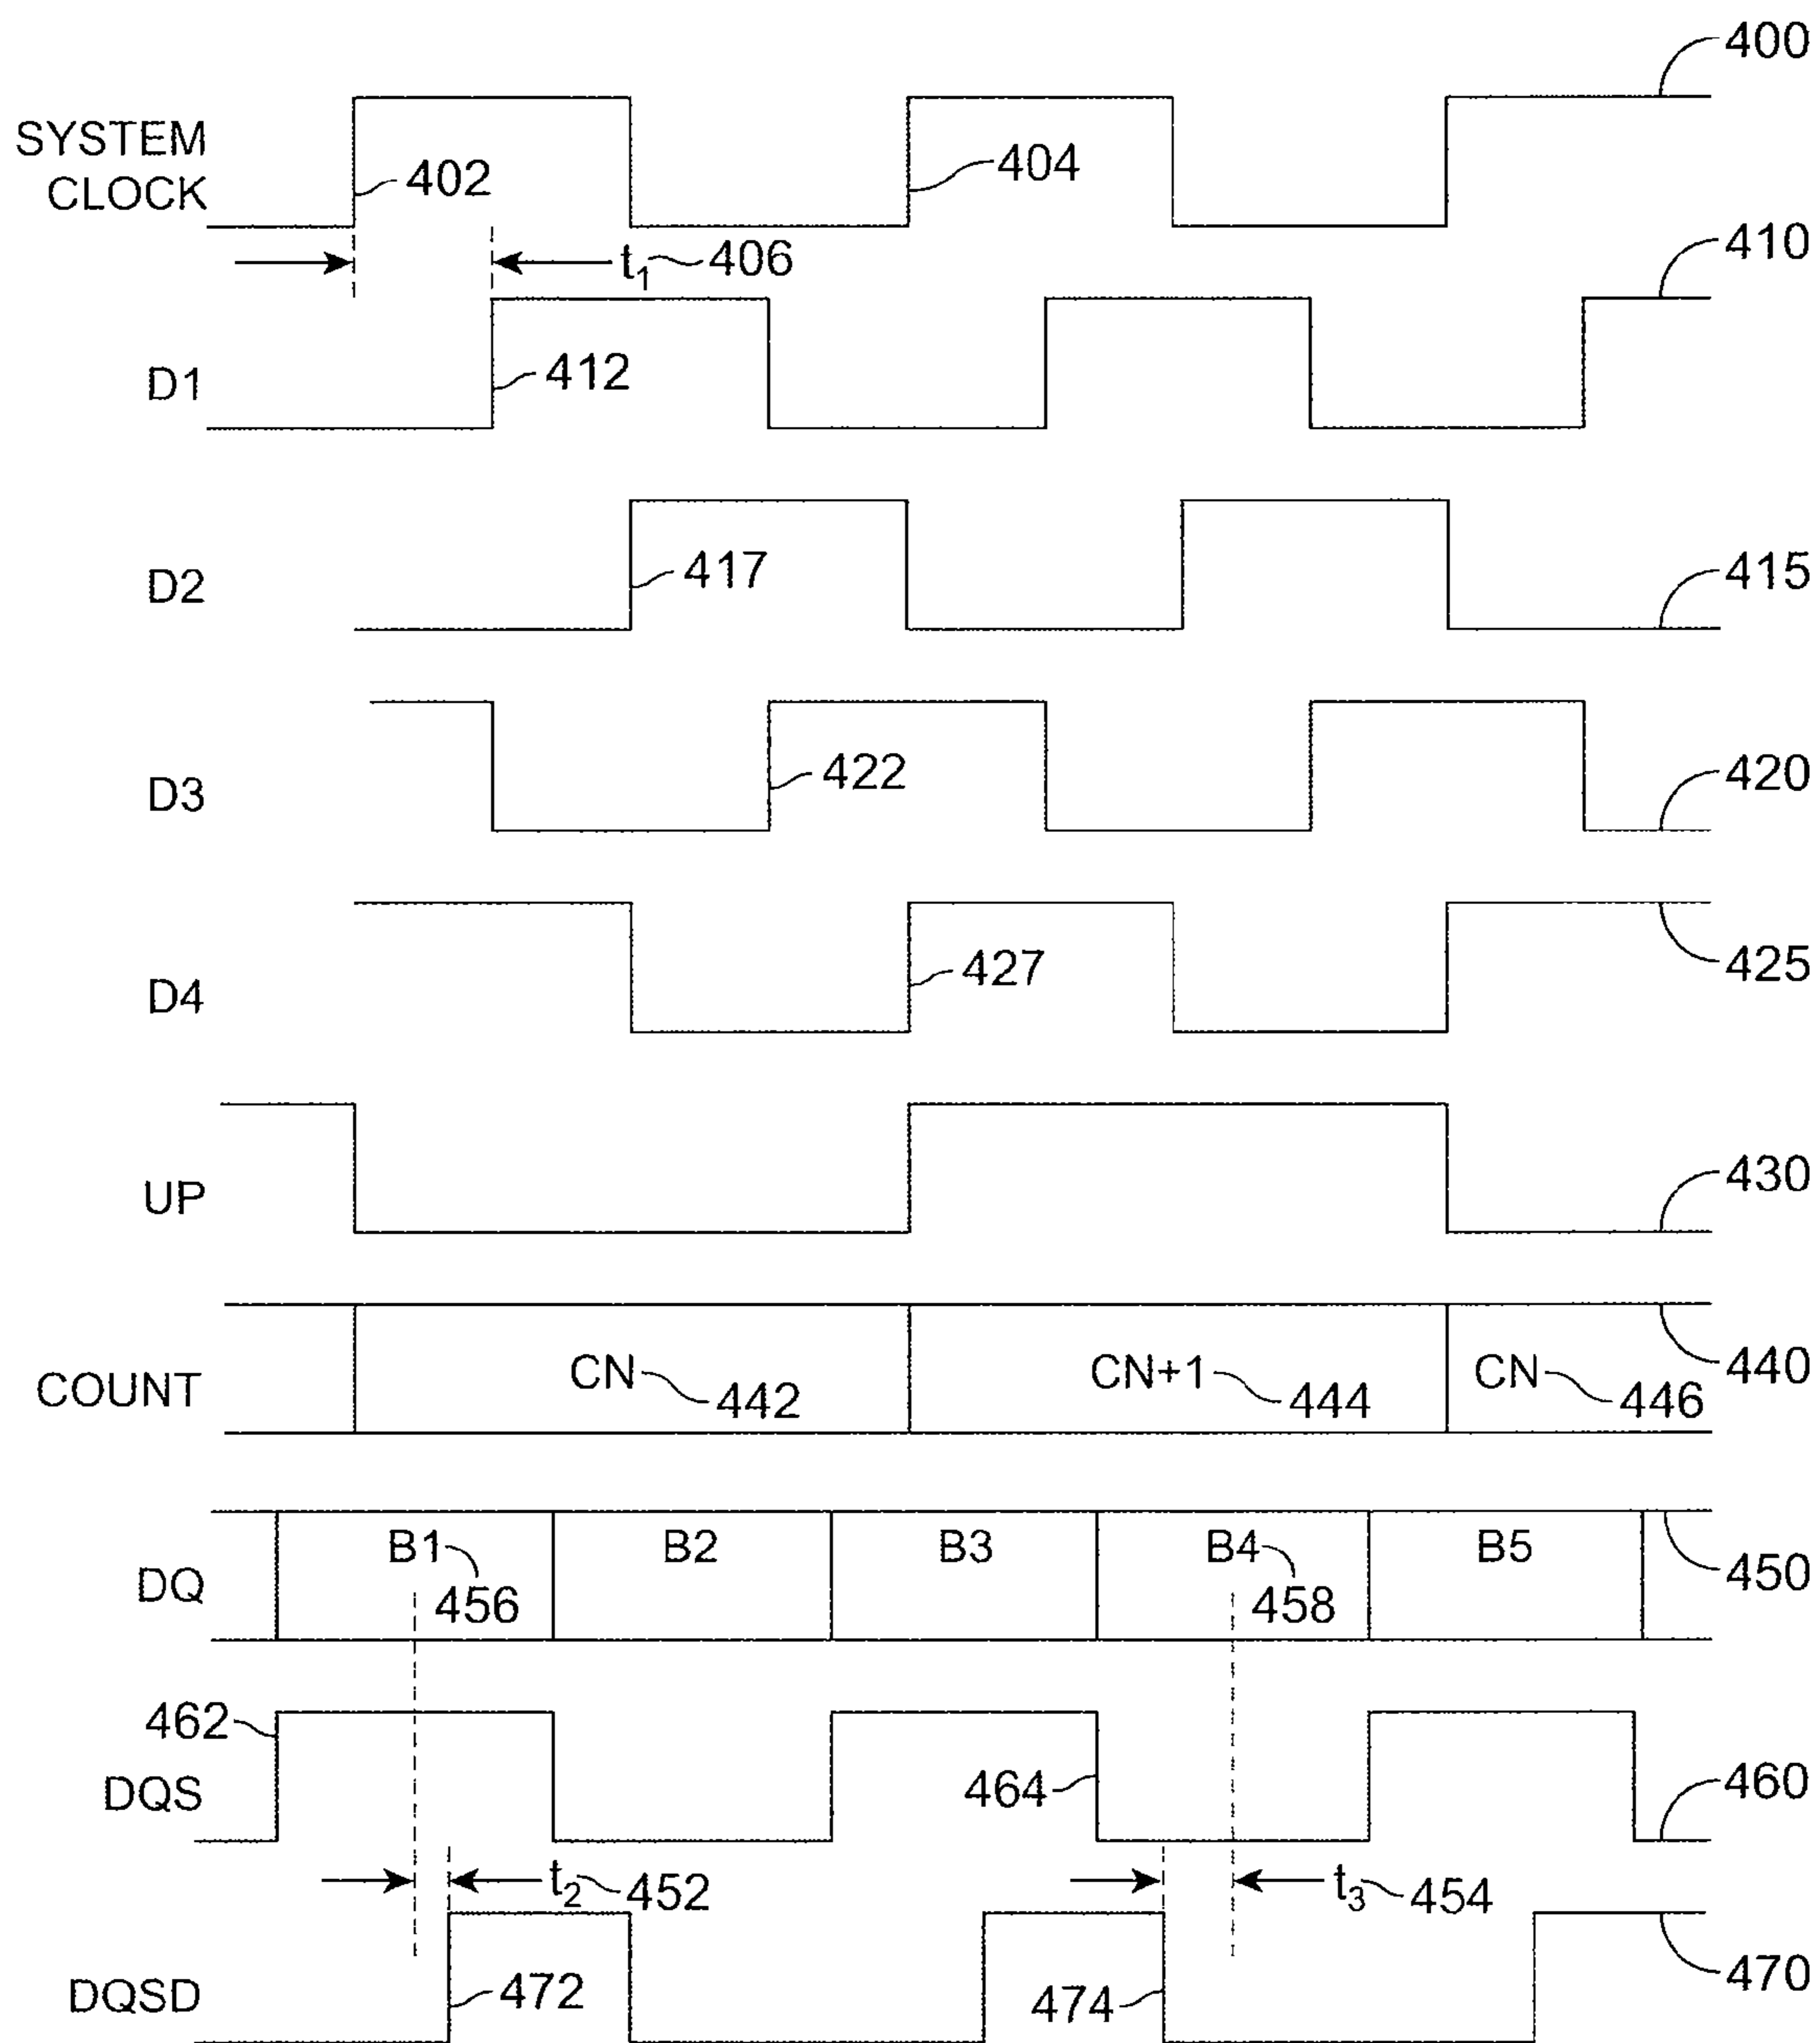 400
SYSTEM
CLOCK
402
404
t1 406
410
D1
412
D2
417
415
D3
422
420
D4
427
425
UP
430
COUNT
CN 442
CN+1 444
CN 446
440
DQ
B1 456
B2
B3
B4 458
B5
450
462
DQS
464
460
t2 452
t3 454
DQSD
472
474
470